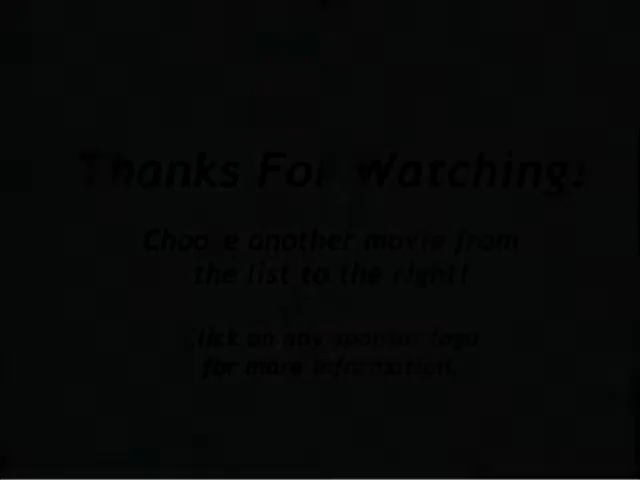 Thanks For Watching!
Choose another movie from
the list to the right!
Click on any sponsor logo
for more information.